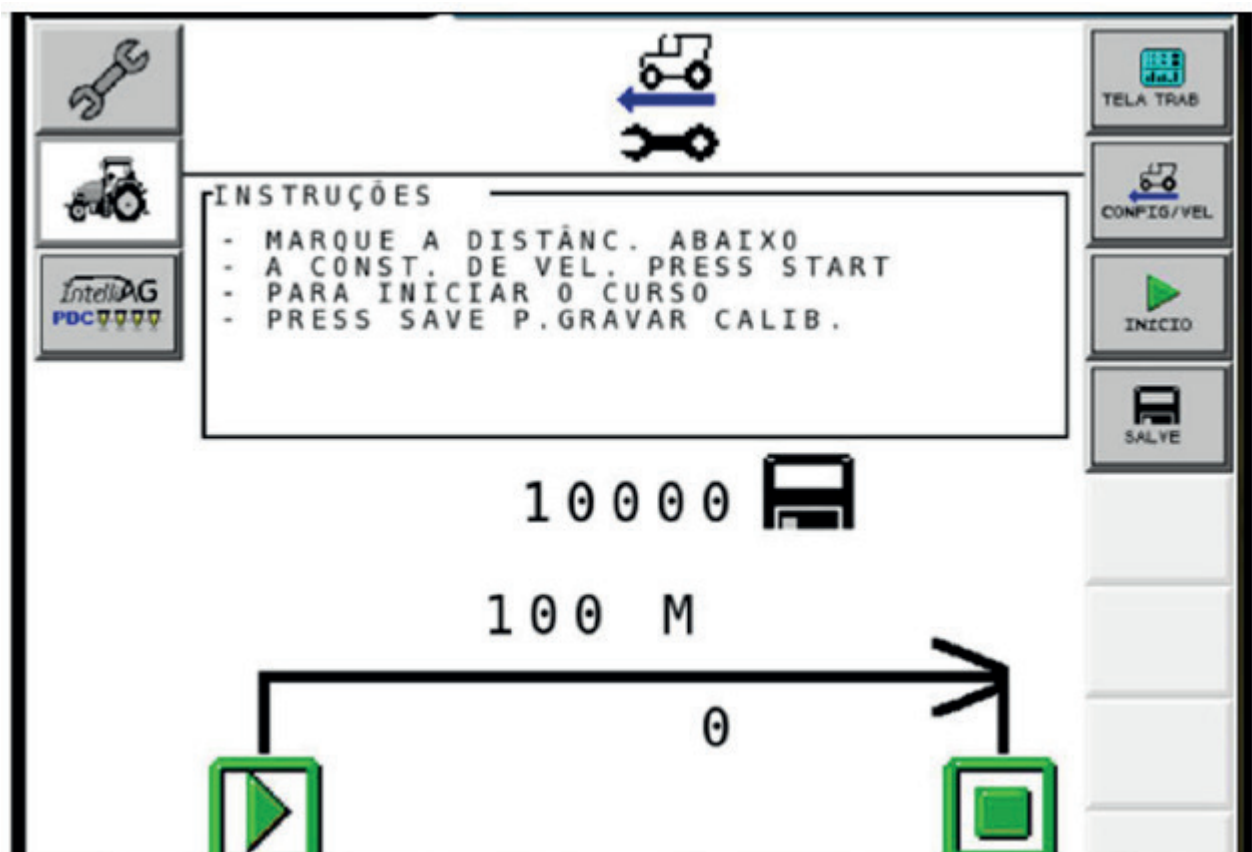 TELA TRAB
CONFIG/VEL
INSTRUÇÕES
- MARQUE A DISTÂNC. ABAIXO
- A CONST. DE VEL. PRESS START
- PARA INICIAR O CURSO
- PRESS SAVE P.GRAVAR CALIB.
IntelliAG
PDC
INÍCIO
SALVE
10000
100 M
0